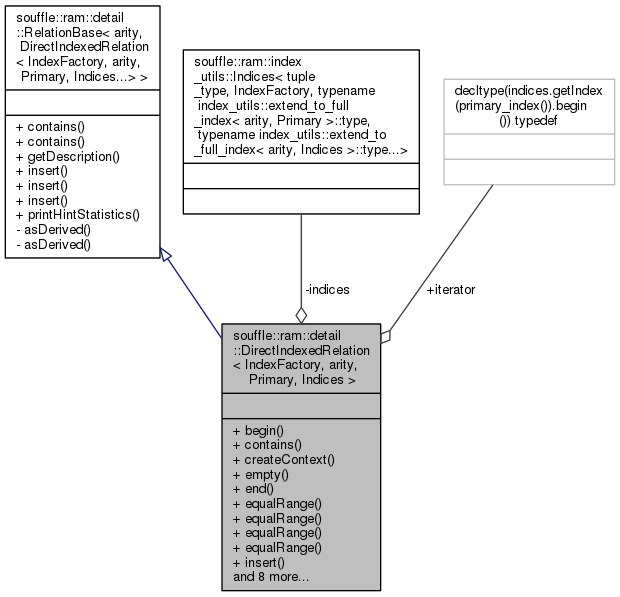 souffle::ram::detail
::RelationBase< arity,
DirectIndexedRelation
< IndexFactory, arity,
Primary, Indices...> >
+ contains()
+ contains()
+ getDescription()
+ insert()
+ insert()
+ insert()
+ printHintStatistics()
- asDerived()
- asDerived()
souffle::ram::index
_utils::Indices< tuple
_type, IndexFactory, typename
index_utils::extend_to_full
_index< arity, Primary >::type,
typename index_utils::extend_to
_full_index< arity, Indices >::type...>
decltype(indices.getIndex
(primary_index()).begin
()) typedef
-indices
+iterator
souffle::ram::detail
::DirectIndexedRelation
< IndexFactory, arity,
Primary, Indices >
+ begin()
+ contains()
+ createContext()
+ empty()
+ end()
+ equalRange()
+ equalRange()
+ equalRange()
+ equalRange()
+ insert()
and 8 more...